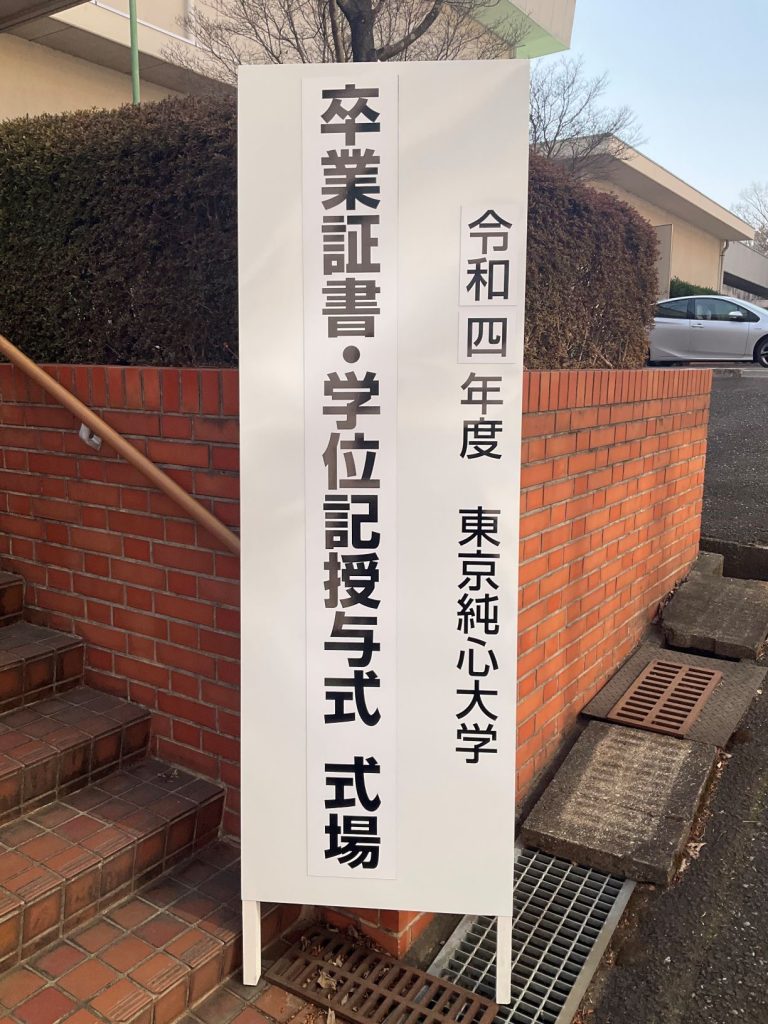 令和四年度　東京純心大学
卒業証書・学位記授与式　式場